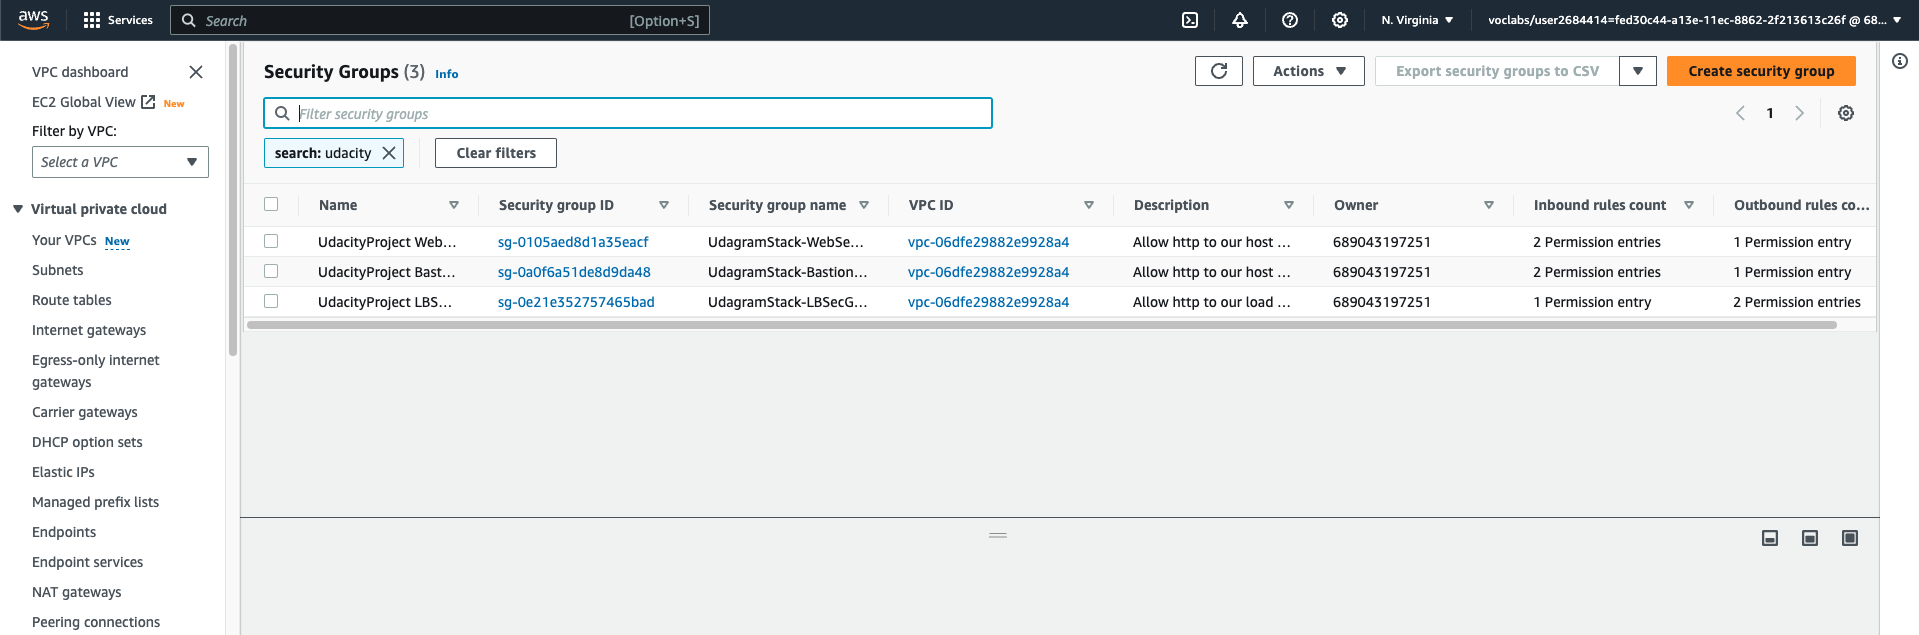 aws
Services
Search
[Option+S]
N. Virginia
voclabs/user2684414=fed30c44-a13e-11ec-8862-2f213613c26f @ 68...
VPC dashboard
EC2 Global View New
Filter by VPC:
Select a VPC
Virtual private cloud
Your VPCs New
Subnets
Route tables
Internet gateways
Egress-only internet
gateways
Carrier gateways
DHCP option sets
Elastic IPs
Managed prefix lists
Endpoints
Endpoint services
NAT gateways
Peering connections
Security Groups (3) Info
Actions
Export security groups to CSV
Create security group
Filter security groups
1
search: udacity
Clear filters
Name Security group ID Security group name VPC ID Description Owner Inbound rules count Outbound rules co...
UdacityProject Web... sg-0105aed8d1a35eacf UdagramStack-WebSe... vpc-06dfe29882e9928a4 Allow http to our host ... 689043197251 2 Permission entries 1 Permission entry
UdacityProject Bast... sg-0a0f6a51de8d9da48 UdagramStack-Bastion... vpc-06dfe29882e9928a4 Allow http to our host ... 689043197251 2 Permission entries 1 Permission entry
UdacityProject LBS... sg-0e21e352757465bad UdagramStack-LBSecG... vpc-06dfe29882e9928a4 Allow http to our load ... 689043197251 1 Permission entry 2 Permission entries